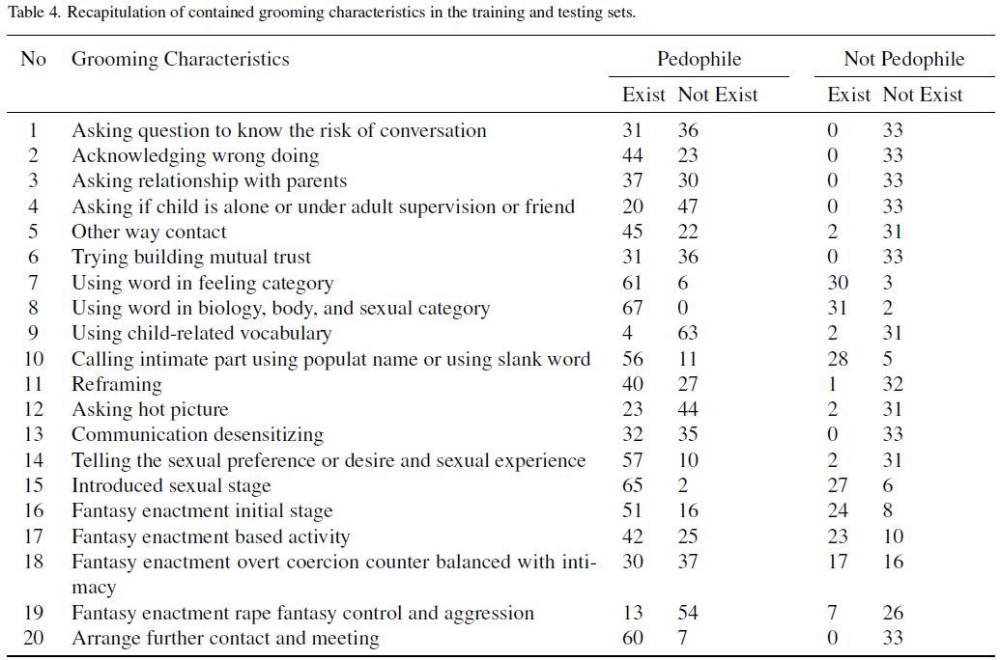 Table 4. Recapitulation of contained grooming characteristics in the training and testing sets.
No Grooming Characteristics Pedophile Not Pedophile
Exist Not Exist Exist Not Exist
1 Asking question to know the risk of conversation 31 36 0 33
2 Acknowledging wrong doing 44 23 0 33
3 Asking relationship with parents 37 30 0 33
4 Asking if child is alone or under adult supervision or friend 20 47 0 33
5 Other way contact 45 22 2 31
6 Trying building mutual trust 31 36 0 33
7 Using word in feeling category 61 6 30 3
8 Using word in biology, body, and sexual category 67 0 31 2
9 Using child-related vocabulary 4 63 2 31
10 Calling intimate part using populat name or using slank word 56 11 28 5
11 Reframing 40 27 1 32
12 Asking hot picture 23 44 2 31
13 Communication desensitizing 32 35 0 33
14 Telling the sexual preference or desire and sexual experience 57 10 2 31
15 Introduced sexual stage 65 2 27 6
16 Fantasy enactment initial stage 51 16 24 8
17 Fantasy enactment based activity 42 25 23 10
18 Fantasy enactment overt coercion counter balanced with inti- 30 37 17 16
macy
19 Fantasy enactment rape fantasy control and aggression 13 54 7 26
20 Arrange further contact and meeting 60 7 0 33